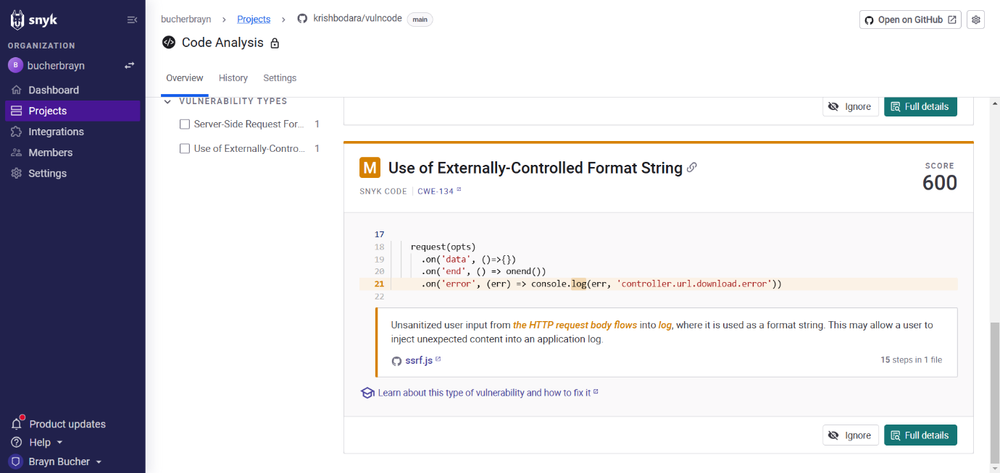 snyk
ORGANIZATION
B bucherbrayn
Dashboard
Projects
Integrations
Members
Settings
Product updates
Help
Brayn Bucher
bucherbrayn > Projects > krishbodara/vulncode main
Open on GitHub
Code Analysis
Overview History Settings
VULNERABILITY TYPES
Server-Side Request For... 1
Use of Externally-Contro... 1
Ignore Full details
M Use of Externally-Controlled Format String
SCORE
600
SNYK CODE | CWE-134
17
18 request(opts)
19 .on('data', ()=>{})
20 .on('end', () => onend())
21 .on('error', (err) => console.log(err, 'controller.url.download.error'))
22
Unsanitized user input from the HTTP request body flows into log, where it is used as a format string. This may allow a user to
inject unexpected content into an application log.
ssrf.js
15 steps in 1 file
Learn about this type of vulnerability and how to fix it
Ignore Full details